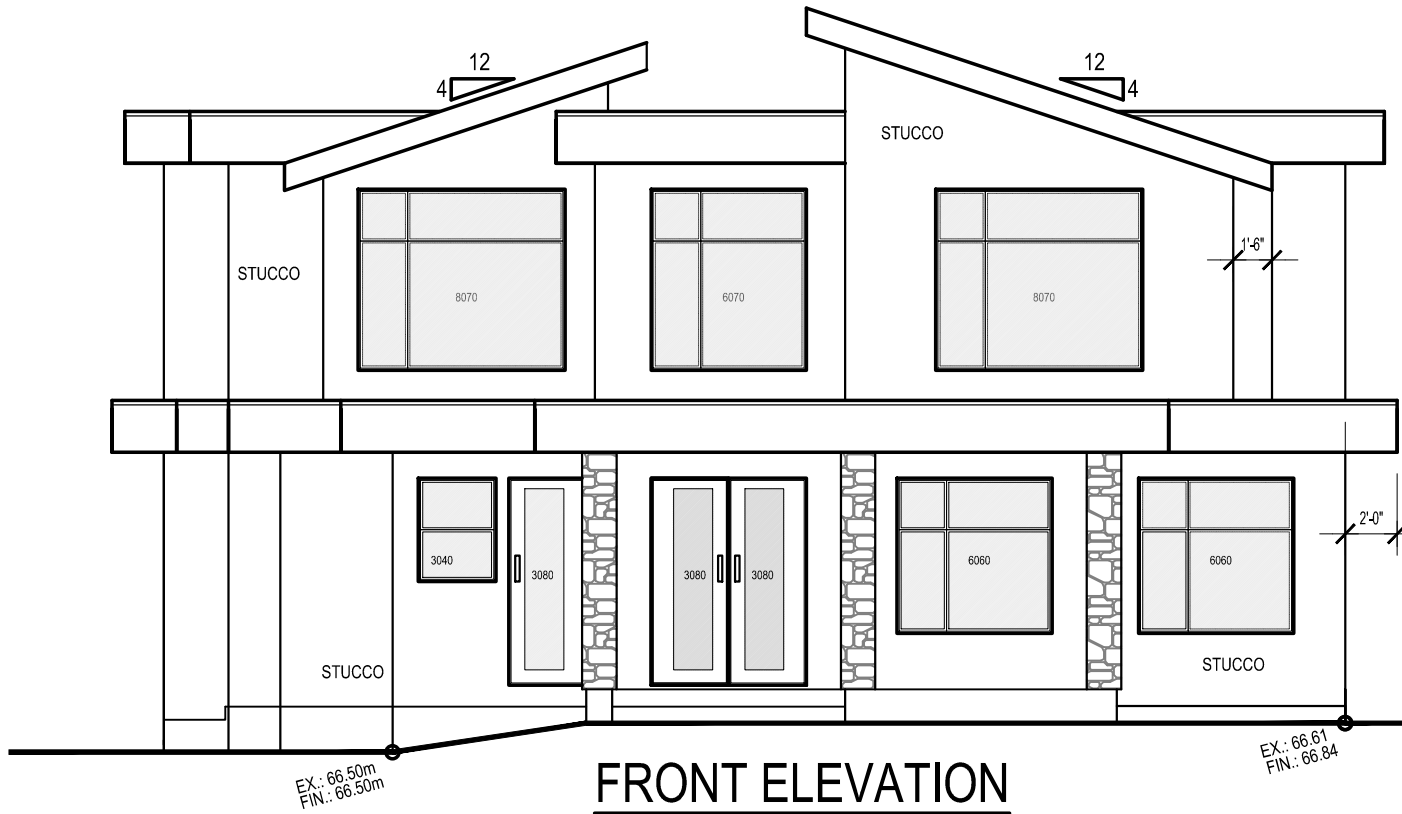 12
4
12
4
STUCCO
STUCCO
8070
6070
8070
1'-6"
3040
3080
3080
3080
6060
6060
2'-0"
STUCCO
STUCCO
EX.: 66.50m
FIN.: 66.50m
EX.: 66.61
FIN.: 66.84
FRONT ELEVATION